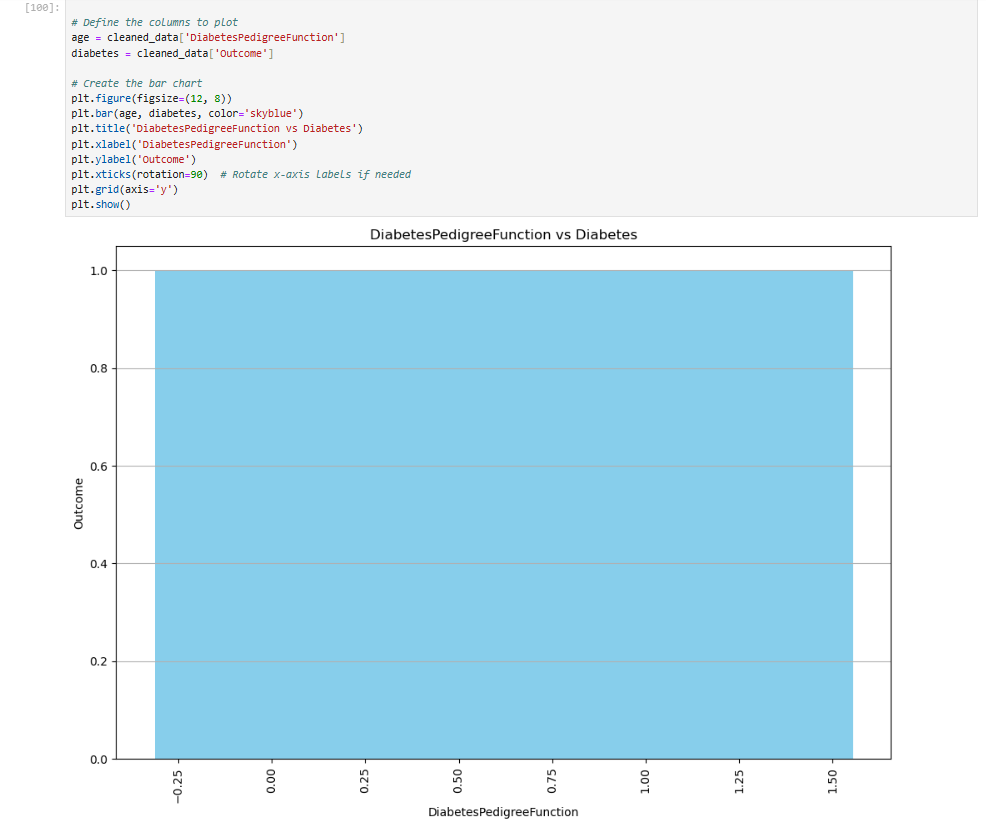 [100]:
# Define the columns to plot
age = cleaned_data['DiabetesPedigreeFunction']
diabetes = cleaned_data['Outcome']
# Create the bar chart
plt.figure(figsize=(12, 8))
plt.bar(age, diabetes, color='skyblue')
plt.title('DiabetesPedigreeFunction vs Diabetes')
plt.xlabel('DiabetesPedigreeFunction')
plt.ylabel('Outcome')
plt.xticks(rotation=90)  # Rotate x-axis labels if needed
plt.grid(axis='y')
plt.show()
DiabetesPedigreeFunction vs Diabetes
1.0
0.8
0.6
0.4
0.2
0.0
Outcome
−0.25
0.00
0.25
0.50
0.75
1.00
1.25
1.50
DiabetesPedigreeFunction